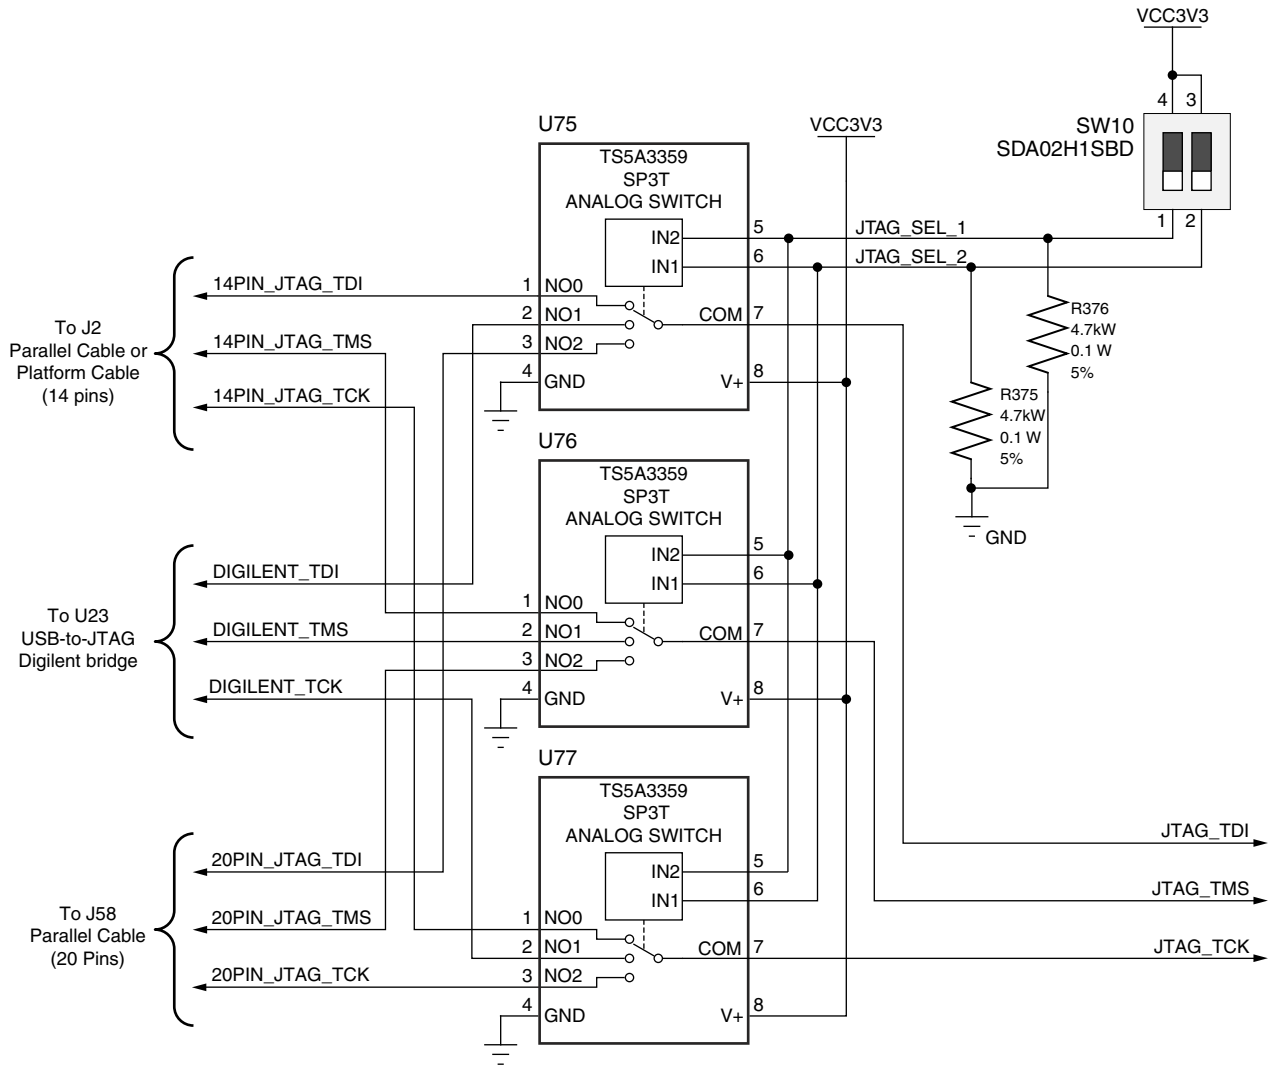 VCC3V3
4 3
SW10
SDA02H1SBD
1 2
VCC3V3
U75
TS5A3359
SP3T
ANALOG SWITCH
IN2 5 JTAG_SEL_1
IN1 6 JTAG_SEL_2
14PIN_JTAG_TDI 1 NO0
2 NO1 COM 7
14PIN_JTAG_TMS 3 NO2
4 GND V+ 8
14PIN_JTAG_TCK
To J2
Parallel Cable or
Platform Cable
(14 pins)
R376
4.7kW
0.1 W
5%
R375
4.7kW
0.1 W
5%
GND
U76
TS5A3359
SP3T
ANALOG SWITCH
IN2 5
IN1 6
DIGILENT_TDI
1 NO0
DIGILENT_TMS 2 NO1 COM 7
3 NO2
DIGILENT_TCK 4 GND V+ 8
To U23
USB-to-JTAG
Digilent bridge
U77
TS5A3359
SP3T
ANALOG SWITCH
JTAG_TDI
20PIN_JTAG_TDI IN2 5
IN1 6 JTAG_TMS
20PIN_JTAG_TMS 1 NO0
2 NO1 COM 7 JTAG_TCK
20PIN_JTAG_TCK 3 NO2
4 GND V+ 8
To J58
Parallel Cable
(20 Pins)